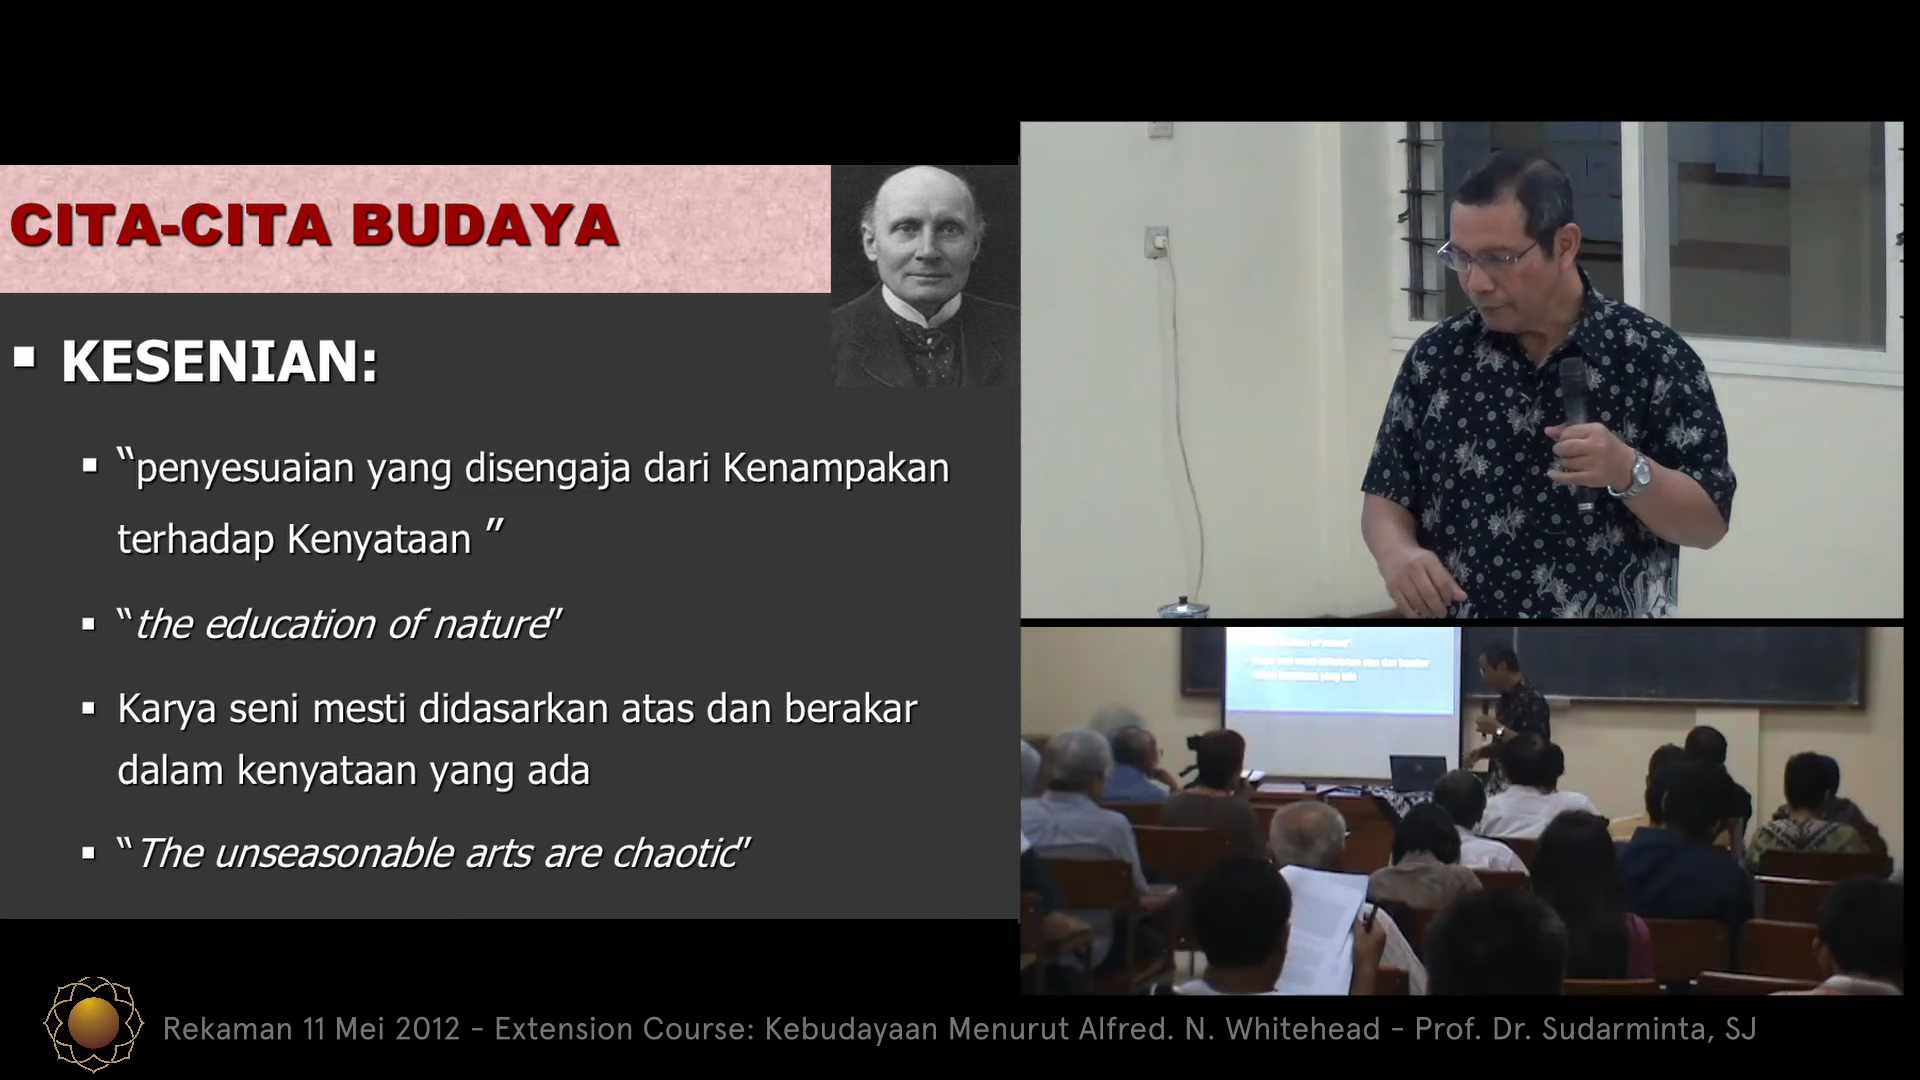 CITA-CITA BUDAYA
KESENIAN:
“penyesuaian yang disengaja dari Kenampakan
terhadap Kenyataan ”
“the education of nature”
Karya seni mesti didasarkan atas dan berakar
dalam kenyataan yang ada
“The unseasonable arts are chaotic”
Rekaman 11 Mei 2012 - Extension Course: Kebudayaan Menurut Alfred. N. Whitehead - Prof. Dr. Sudarminta, SJ